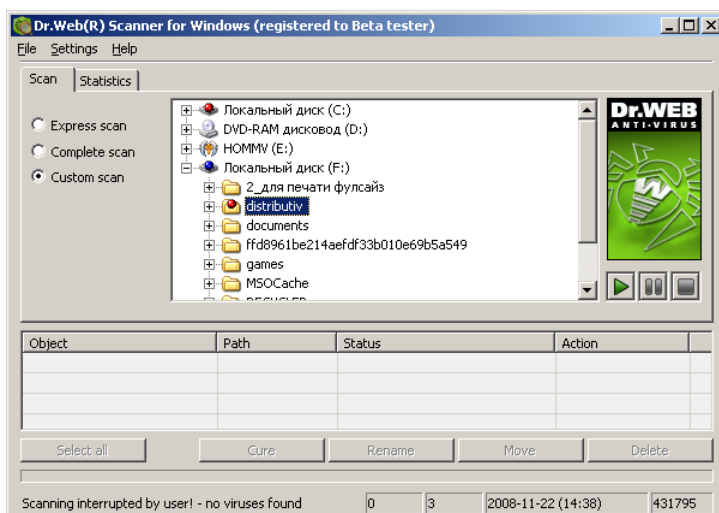 Dr.Web(R) Scanner for Windows (registered to Beta tester)
File Settings Help
Scan Statistics
Express scan
Complete scan
Custom scan
Локальный диск (C:)
DVD-RAM дисковод (D:)
HOMMV (E:)
Локальный диск (F:)
2_для печати фулсайз
distributiv
documents
ffd8961be214aefdf33b010e69b5a549
games
MSOCache
Dr.WEB
ANTI-VIRUS
Object Path Status Action
Select all Cure Rename Move Delete
Scanning interrupted by user! - no viruses found 0 3 2008-11-22 (14:38) 431795